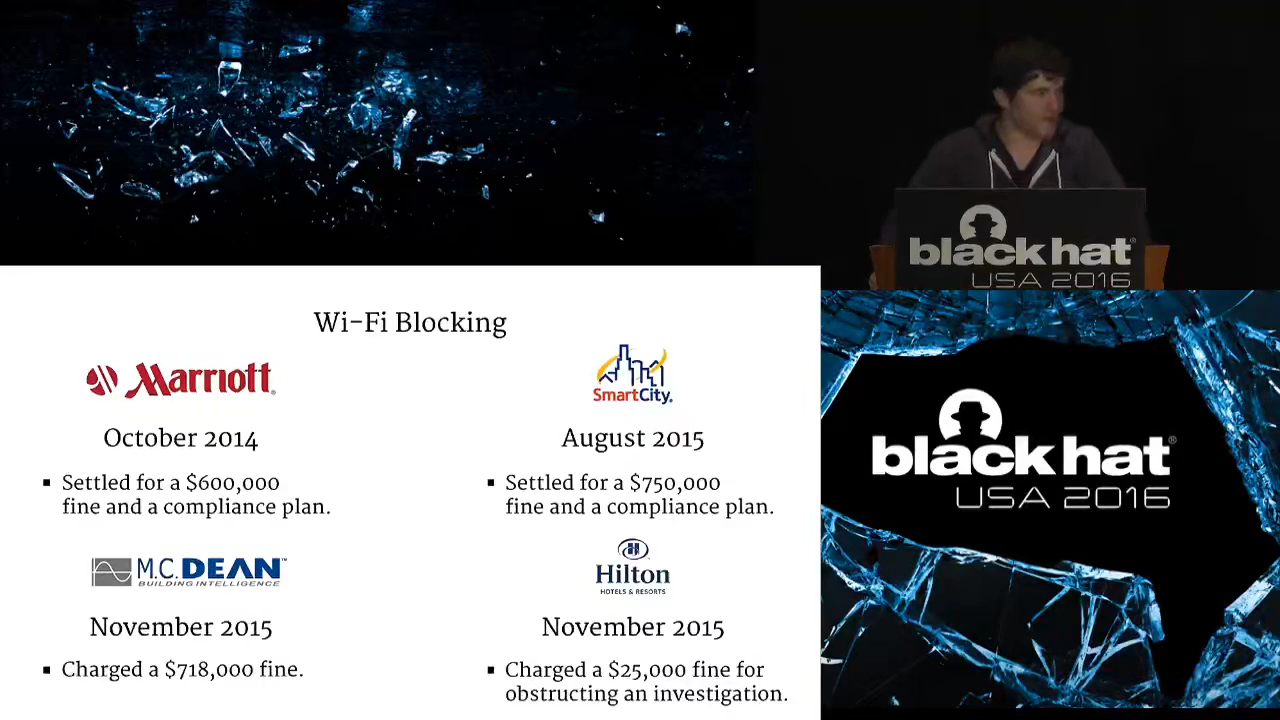 black hat®
USA 2016
Wi-Fi Blocking
Marriott®
October 2014
▪ Settled for a $600,000
fine and a compliance plan.
SmartCity®
August 2015
▪ Settled for a $750,000
fine and a compliance plan.
M.C.DEAN™
BUILDING INTELLIGENCE
November 2015
▪ Charged a $718,000 fine.
Hilton
HOTELS & RESORTS
November 2015
▪ Charged a $25,000 fine for
obstructing an investigation.
black hat®
USA 2016